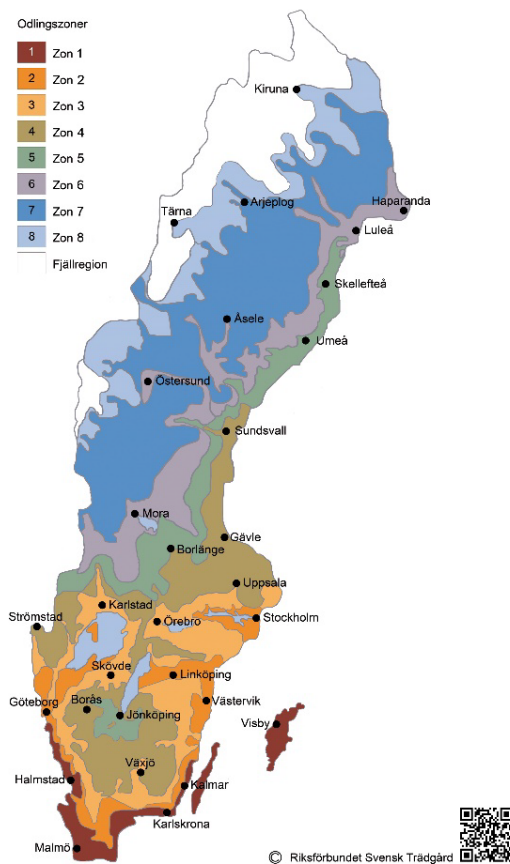 Odlingszoner
1 Zon 1
2 Zon 2
3 Zon 3
4 Zon 4
5 Zon 5
6 Zon 6
7 Zon 7
8 Zon 8
Fjällregion
Kiruna
Arjeplog
Haparanda
Tärna
Luleå
Skellefteå
Åsele
Umeå
Östersund
Sundsvall
Mora
Gävle
Borlänge
Uppsala
Karlstad
Strömstad
Örebro
Stockholm
Skövde
Linköping
Göteborg
Borås
Västervik
Jönköping
Visby
Växjö
Halmstad
Kalmar
Karlskrona
Malmö
© Riksförbundet Svensk Trädgård